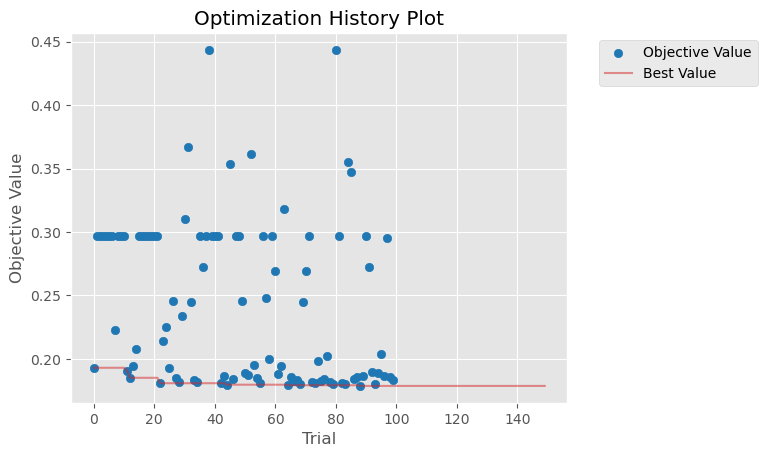 Optimization History Plot
Objective Value
Best Value
0.45
0.40
0.35
0.30
0.25
0.20
Objective Value
0
20
40
60
80
100
120
140
Trial